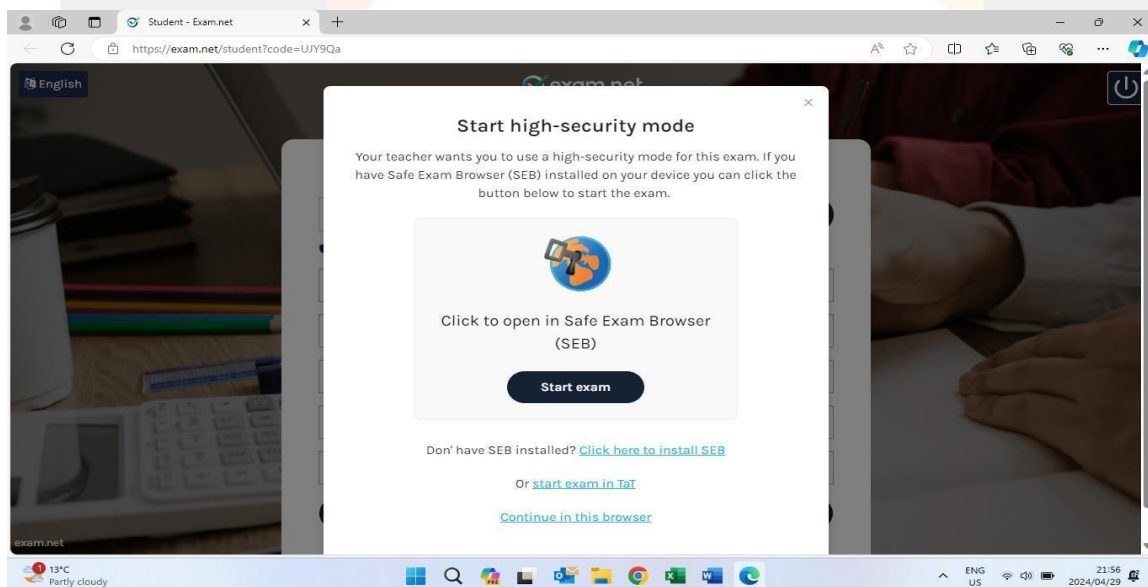 Student - Exam.net
https://exam.net/student?code=UJY9Qa
English
exam.net
Start high-security mode
Your teacher wants you to use a high-security mode for this exam. If you
have Safe Exam Browser (SEB) installed on your device you can click the
button below to start the exam.
Click to open in Safe Exam Browser
(SEB)
Start exam
Don' have SEB installed? Click here to install SEB
Or start exam in TaT
Continue in this browser
exam.net
1
13°C
Partly cloudy
ENG
US
21:56
2024/04/29